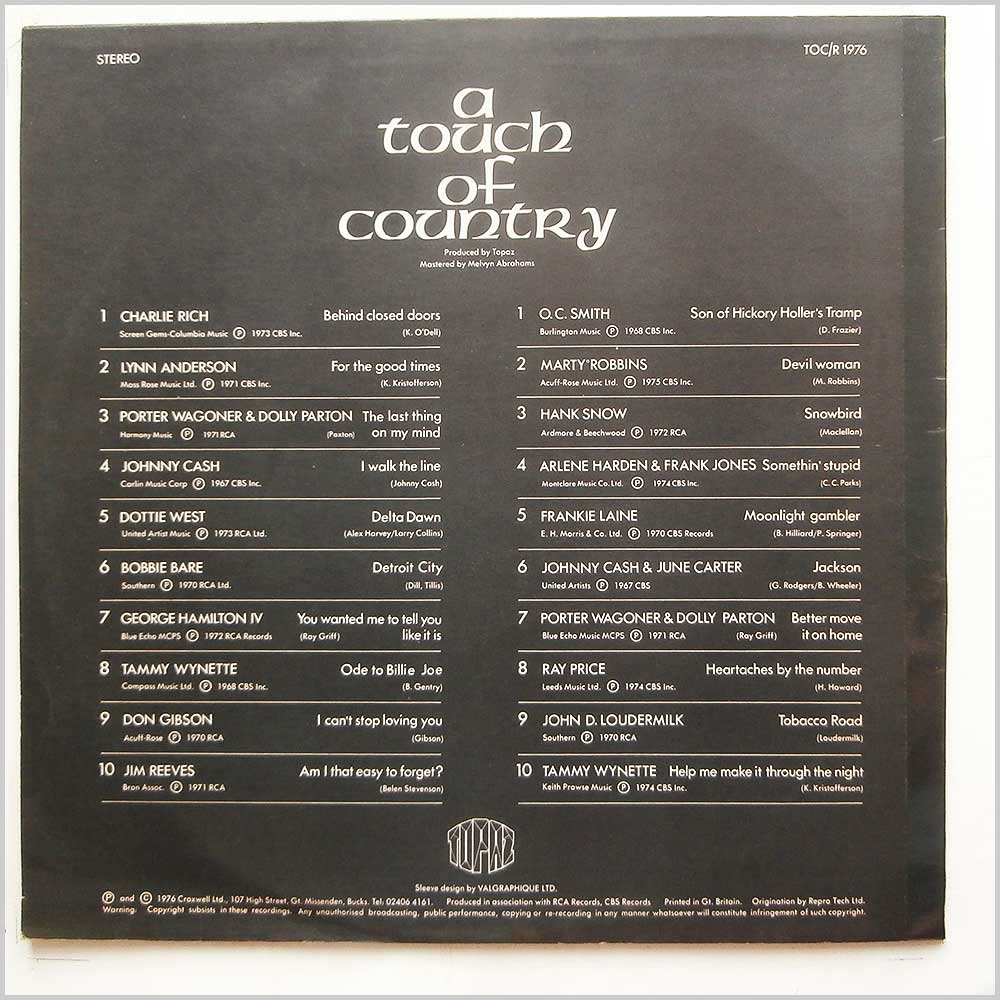 STEREO
TOC/R 1976
a
touch
of
country
Produced by Topaz
Mastered by Melvyn Abrahams
1 CHARLIE RICH Behind closed doors
Screen Gems-Columbia Music Ⓟ 1973 CBS Inc. (K. O'Dell)
2 LYNN ANDERSON For the good times
Moss Rose Music Ltd. Ⓟ 1971 CBS Inc. (K. Kristofferson)
3 PORTER WAGONER & DOLLY PARTON The last thing
Harmony Music Ⓟ 1971 RCA (Paxton) on my mind
4 JOHNNY CASH I walk the line
Carlin Music Corp Ⓟ 1967 CBS Inc. (Johnny Cash)
5 DOTTIE WEST Delta Dawn
United Artist Music Ⓟ 1973 RCA Ltd. (Alex Harvey/Larry Collins)
6 BOBBIE BARE Detroit City
Southern Ⓟ 1970 RCA Ltd. (Dill, Tillis)
7 GEORGE HAMILTON IV You wanted me to tell you
Blue Echo MCPS Ⓟ 1972 RCA Records (Ray Griff) like it is
8 TAMMY WYNETTE Ode to Billie Joe
Compass Music Ltd. Ⓟ 1968 CBS Inc. (B. Gentry)
9 DON GIBSON I can't stop loving you
Acuff-Rose Ⓟ 1970 RCA (Gibson)
10 JIM REEVES Am I that easy to forget?
Bron Assoc. Ⓟ 1971 RCA (Belen Stevenson)
1 O.C. SMITH Son of Hickory Holler's Tramp
Burlington Music Ⓟ 1968 CBS Inc. (D. Frazier)
2 MARTY ROBBINS Devil woman
Acuff-Rose Music Ltd. Ⓟ 1975 CBS Inc. (M. Robbins)
3 HANK SNOW Snowbird
Ardmore & Beechwood Ⓟ 1972 RCA (Maclellan)
4 ARLENE HARDEN & FRANK JONES Somethin' stupid
Montclare Music Co. Ltd. Ⓟ 1974 CBS Inc. (C. C. Parks)
5 FRANKIE LAINE Moonlight gambler
E. H. Morris & Co. Ltd. Ⓟ 1970 CBS Records (B. Hilliard/P. Springer)
6 JOHNNY CASH & JUNE CARTER Jackson
United Artists Ⓟ 1967 CBS (G. Rodgers/B. Wheeler)
7 PORTER WAGONER & DOLLY PARTON Better move
Blue Echo Music MCPS Ⓟ 1971 RCA (Ray Griff) it on home
8 RAY PRICE Heartaches by the number
Leeds Music Ltd. Ⓟ 1974 CBS Inc. (H. Howard)
9 JOHN D. LOUDERMILK Tobacco Road
Southern Ⓟ 1970 RCA (Loudermilk)
10 TAMMY WYNETTE Help me make it through the night
Keith Prowse Music Ⓟ 1974 CBS Inc. (K. Kristofferson)
TOPAZ
Sleeve design by VALGRAPHIQUE LTD.
Ⓟ and © 1976 Croxwell Ltd., 107 High Street, Gt. Missenden, Bucks. Tel: 02406 4161. Produced in association with RCA Records, CBS Records Printed in Gt. Britain. Origination by Repro Tech Ltd.
Warning. Copyright subsists in these recordings. Any unauthorised broadcasting, public performance, copying or re-recording in any manner whatsoever will constitute infringement of such copyright.